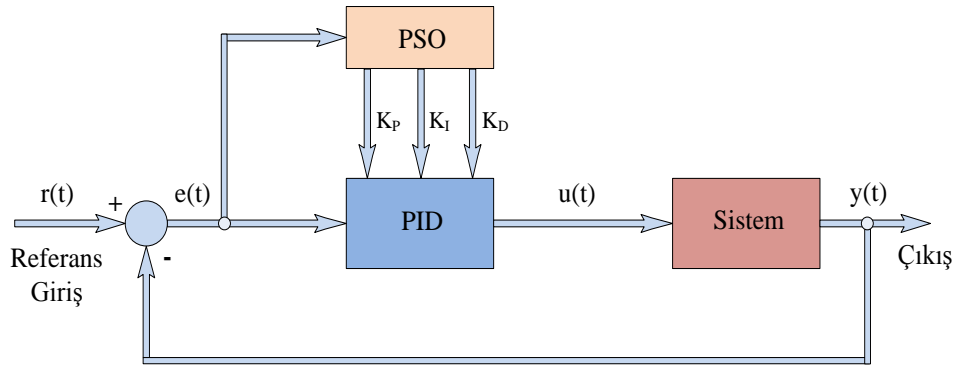 PSO
K_P K_I K_D
r(t)
+
e(t)
PID
u(t)
Sistem
y(t)
-
Referans
Giriş
Çıkış